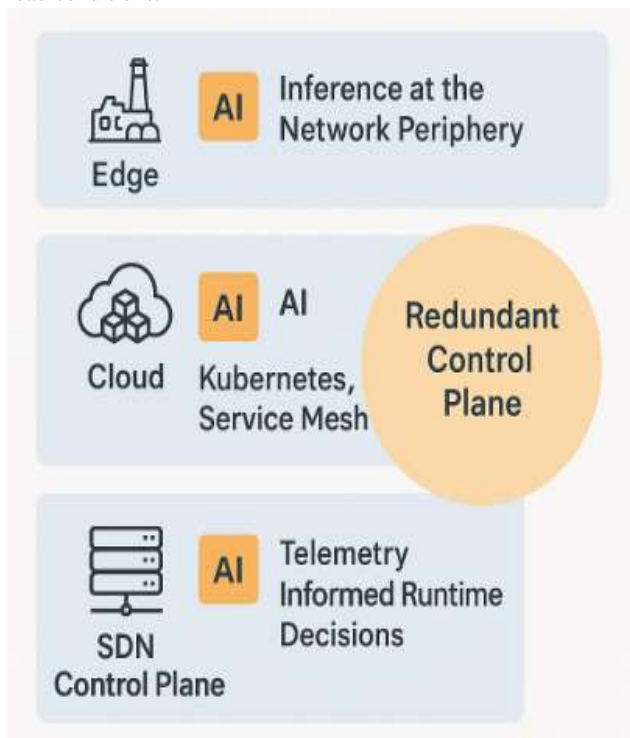 AI
Inference at the
Network Periphery
Edge
AI
AI
Cloud
Kubernetes,
Service Mesh
Redundant
Control
Plane
AI
Telemetry
Informed Runtime
Decisions
SDN
Control Plane